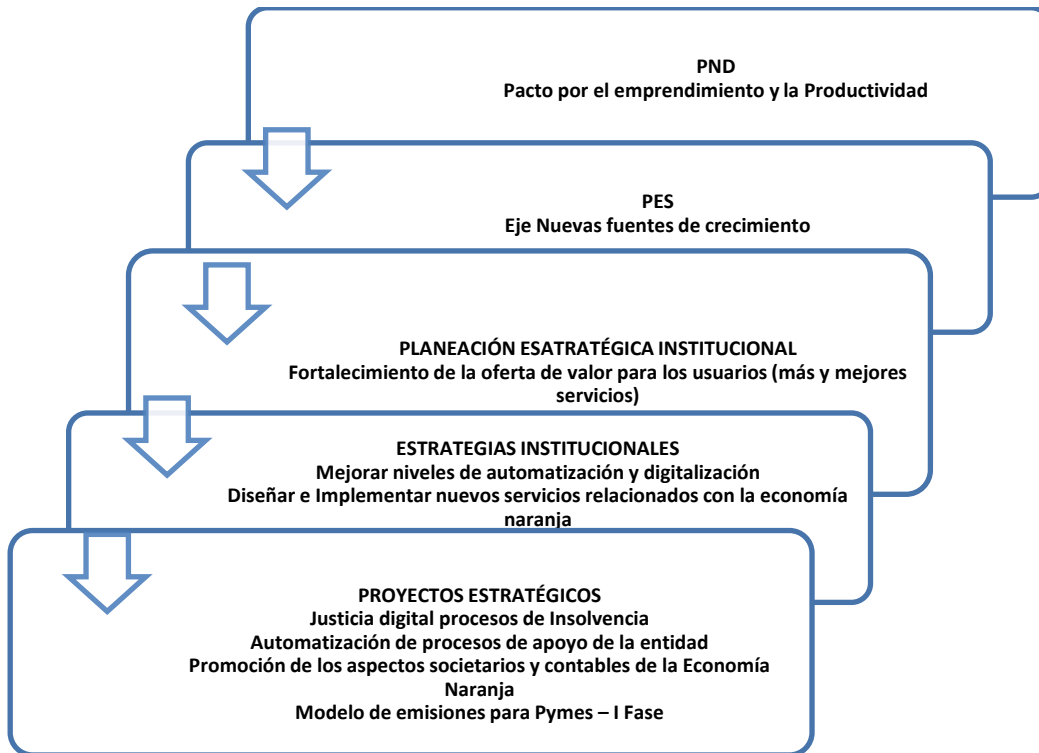 PND
Pacto por el emprendimiento y la Productividad
PES
Eje Nuevas fuentes de crecimiento
PLANEACIÓN ESATRATÉGICA INSTITUCIONAL
Fortalecimiento de la oferta de valor para los usuarios (más y mejores
servicios)
ESTRATEGIAS INSTITUCIONALES
Mejorar niveles de automatización y digitalización
Diseñar e Implementar nuevos servicios relacionados con la economía
naranja
PROYECTOS ESTRATÉGICOS
Justicia digital procesos de Insolvencia
Automatización de procesos de apoyo de la entidad
Promoción de los aspectos societarios y contables de la Economía
Naranja
Modelo de emisiones para Pymes – I Fase